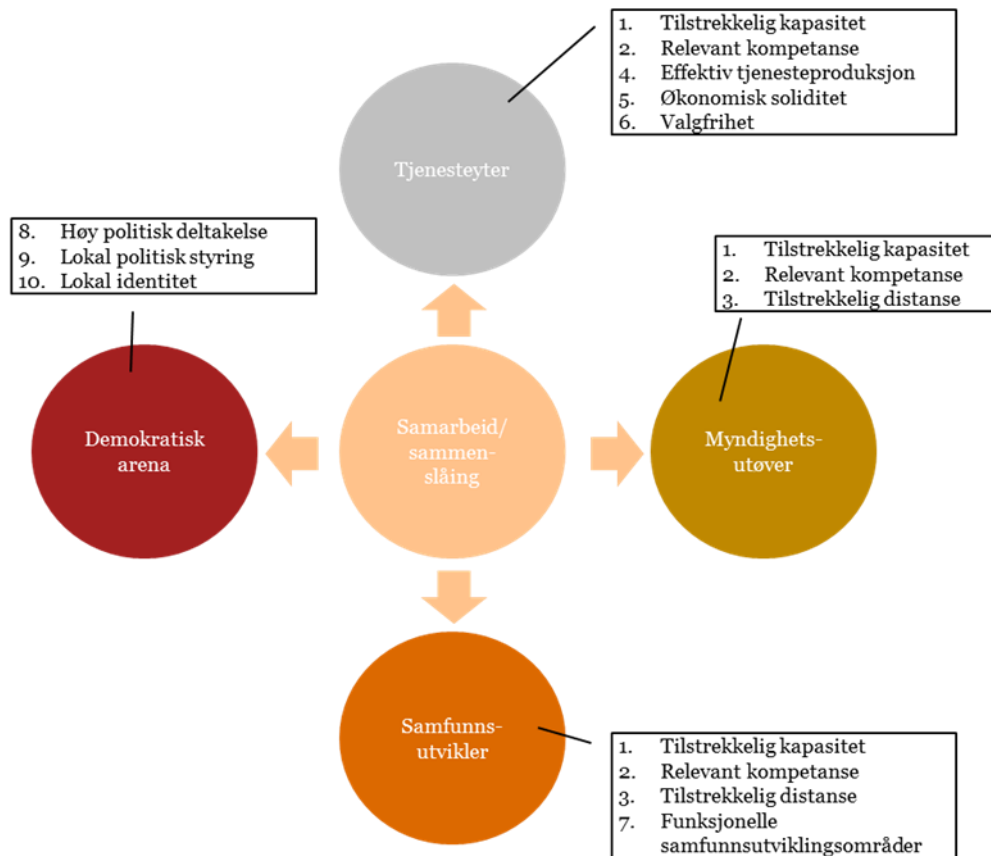 1. Tilstrekkelig kapasitet
2. Relevant kompetanse
4. Effektiv tjenesteproduksjon
5. Økonomisk soliditet
6. Valgfrihet
Tjenesteyter
8. Høy politisk deltakelse
9. Lokal politisk styring
10. Lokal identitet
1. Tilstrekkelig kapasitet
2. Relevant kompetanse
3. Tilstrekkelig distanse
Demokratisk
arena
Samarbeid/
sammen-
slåing
Myndighets-
utøver
Samfunns-
utvikler
1. Tilstrekkelig kapasitet
2. Relevant kompetanse
3. Tilstrekkelig distanse
7. Funksjonelle
samfunnsutviklingsområder